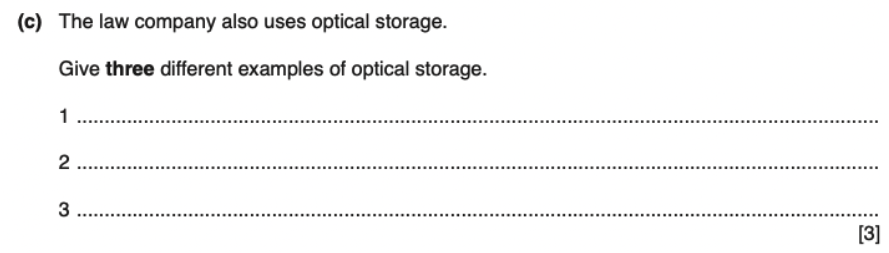 (c) The law company also uses optical storage.
Give three different examples of optical storage.
1 ................................................................................................................................................
2 ................................................................................................................................................
3 ................................................................................................................................................
[3]